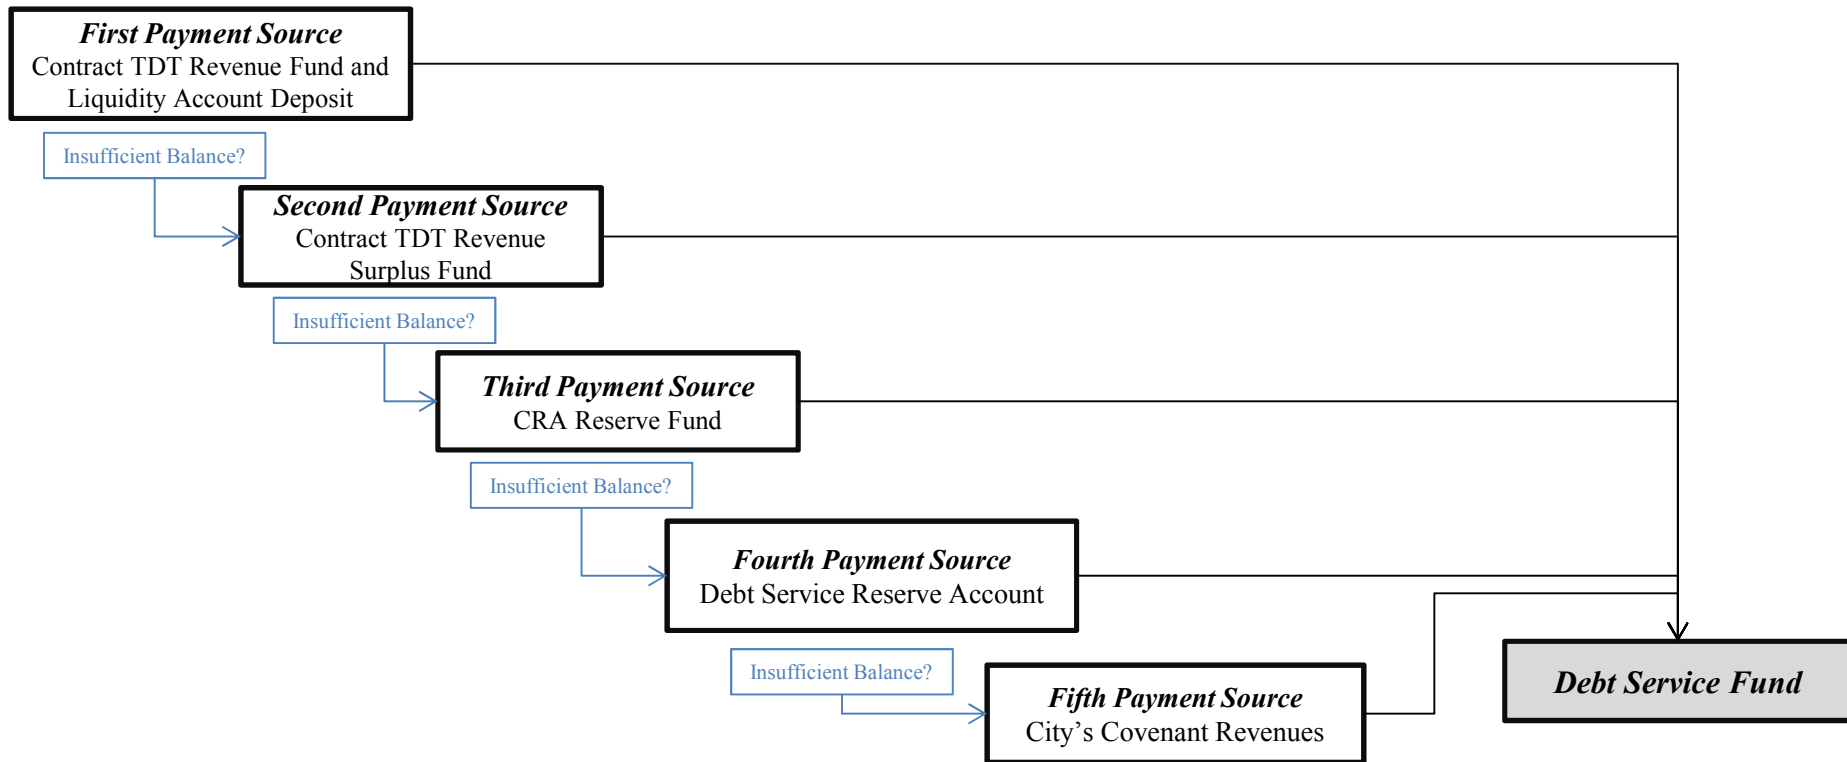 First Payment Source
Contract TDT Revenue Fund and
Liquidity Account Deposit
Insufficient Balance?
Second Payment Source
Contract TDT Revenue
Surplus Fund
Insufficient Balance?
Third Payment Source
CRA Reserve Fund
Insufficient Balance?
Fourth Payment Source
Debt Service Reserve Account
Insufficient Balance?
Fifth Payment Source
City’s Covenant Revenues
Debt Service Fund